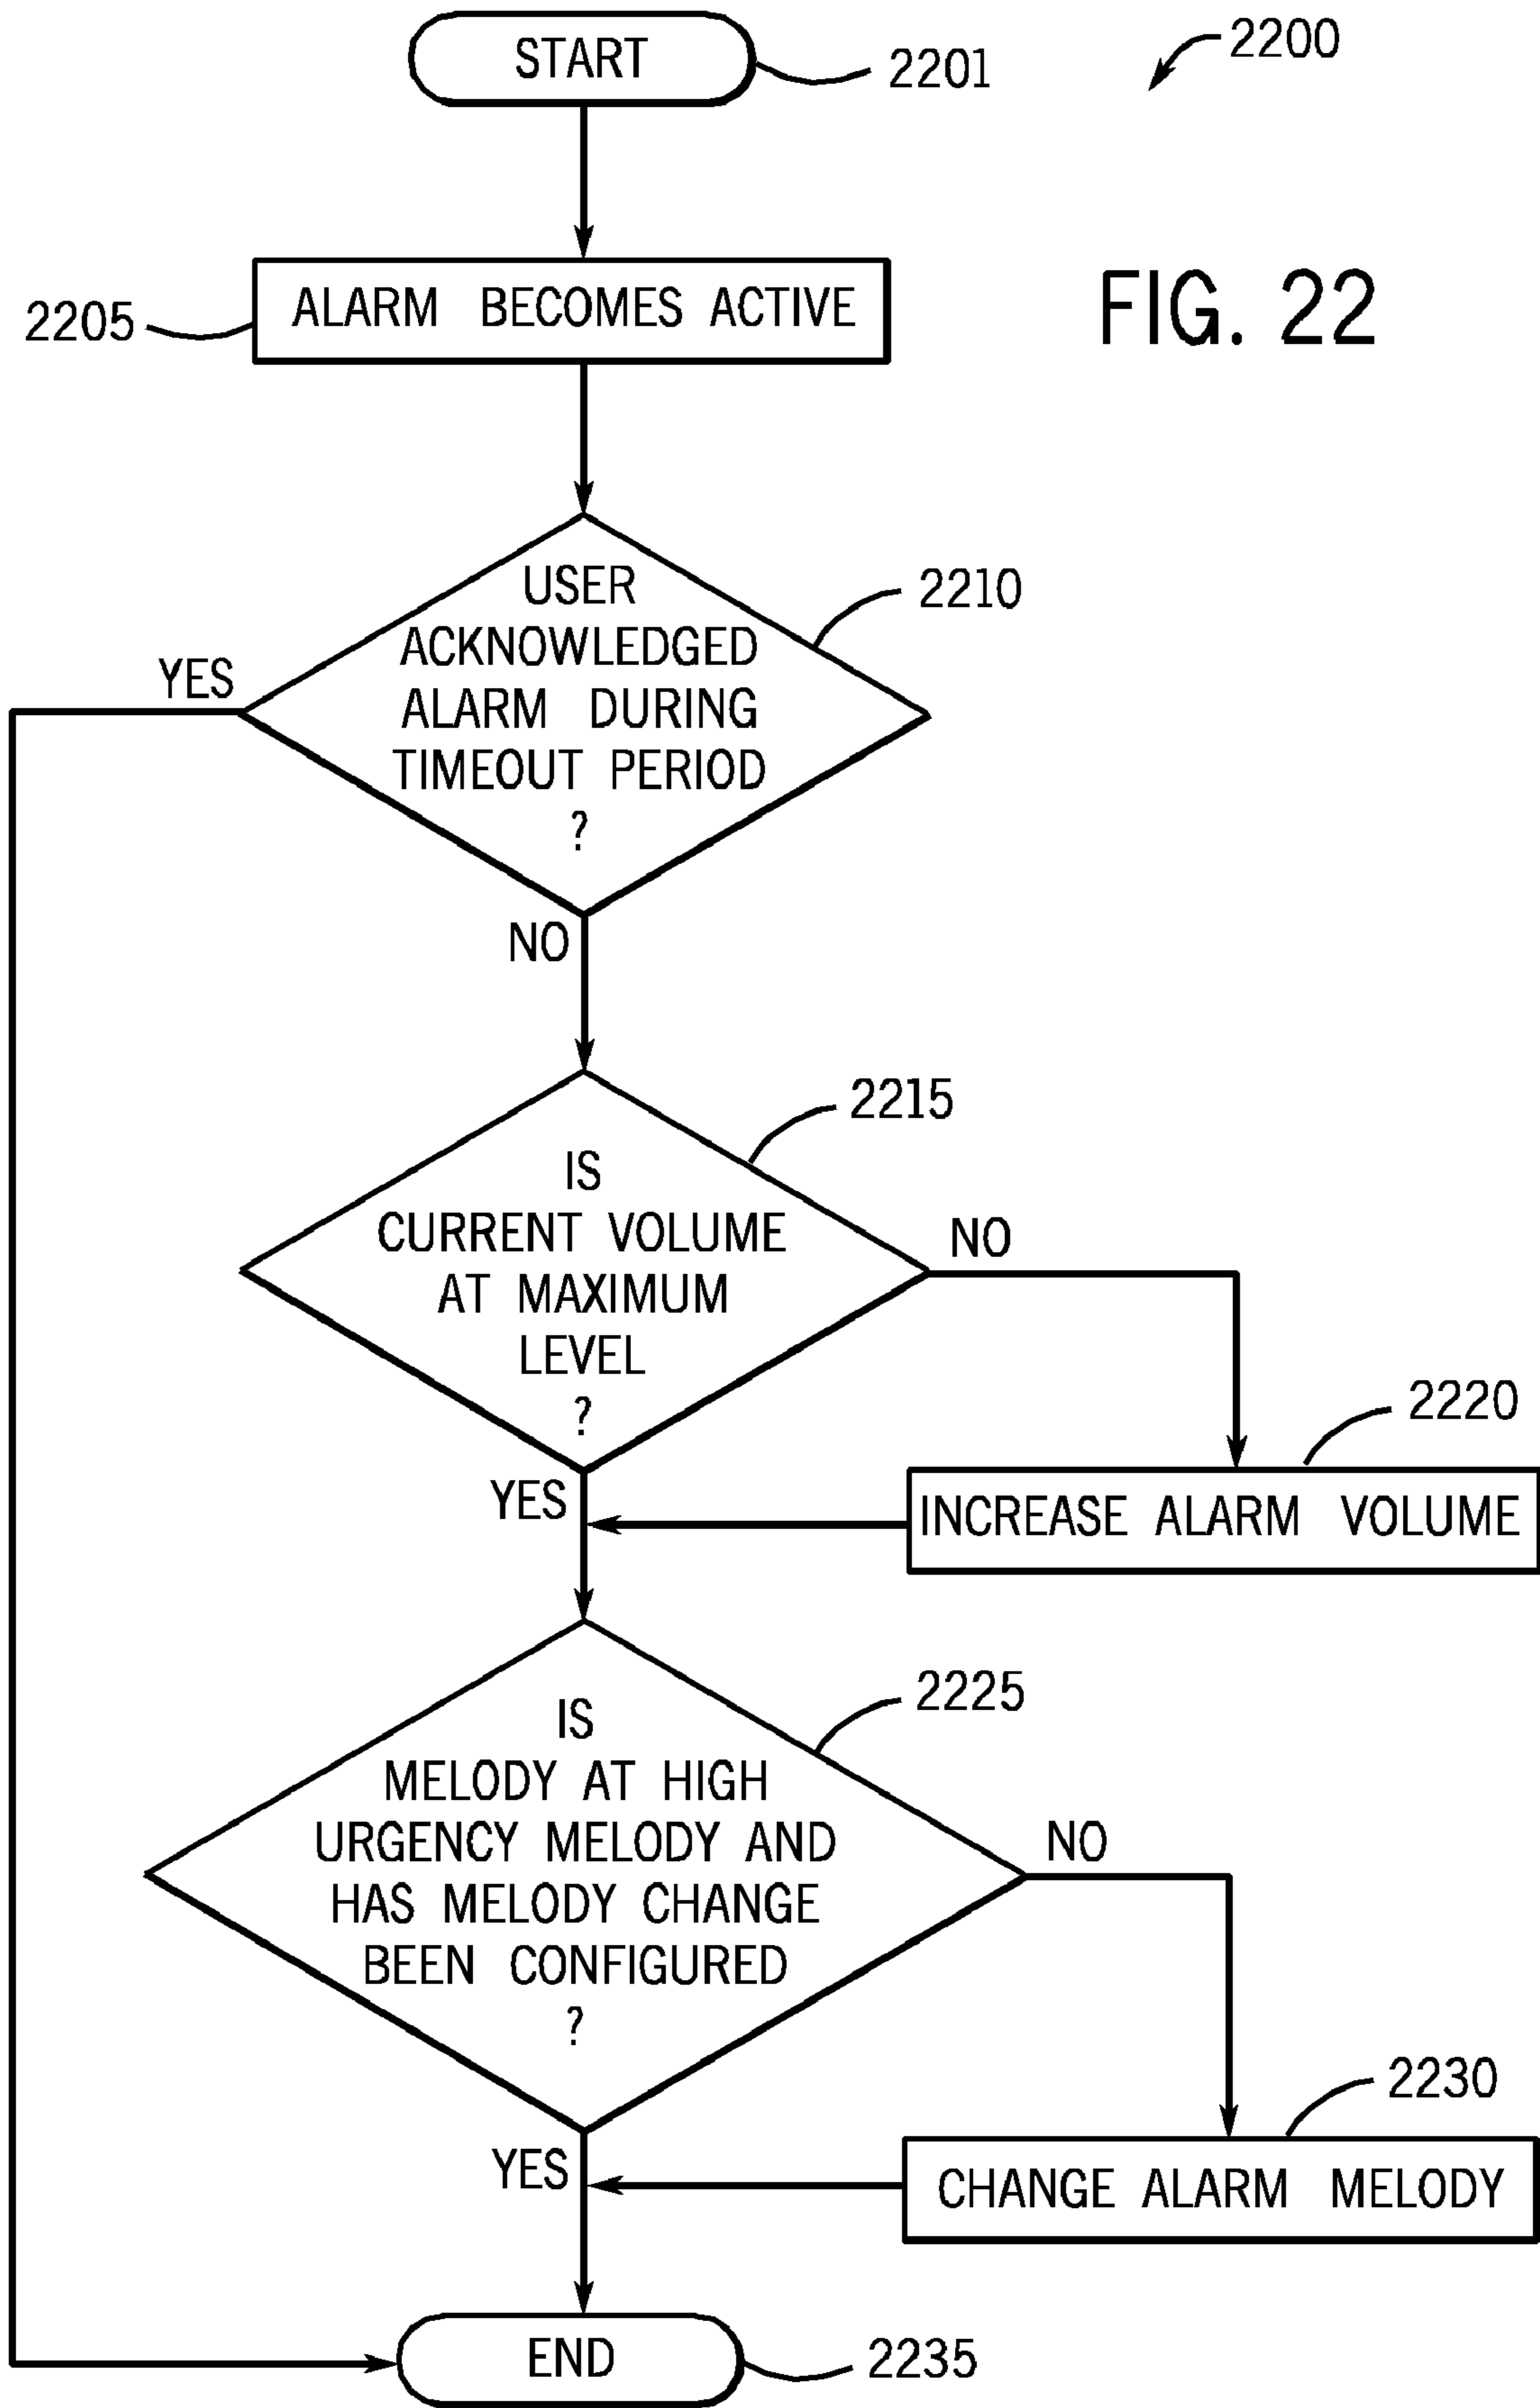 START
2201
2200
2205
ALARM BECOMES ACTIVE
FIG. 22
USER
ACKNOWLEDGED
ALARM DURING
TIMEOUT PERIOD
?
2210
YES
NO
2215
IS
CURRENT VOLUME
AT MAXIMUM
LEVEL
?
NO
YES
2220
INCREASE ALARM VOLUME
2225
IS
MELODY AT HIGH
URGENCY MELODY AND
HAS MELODY CHANGE
BEEN CONFIGURED
?
NO
YES
2230
CHANGE ALARM MELODY
END
2235